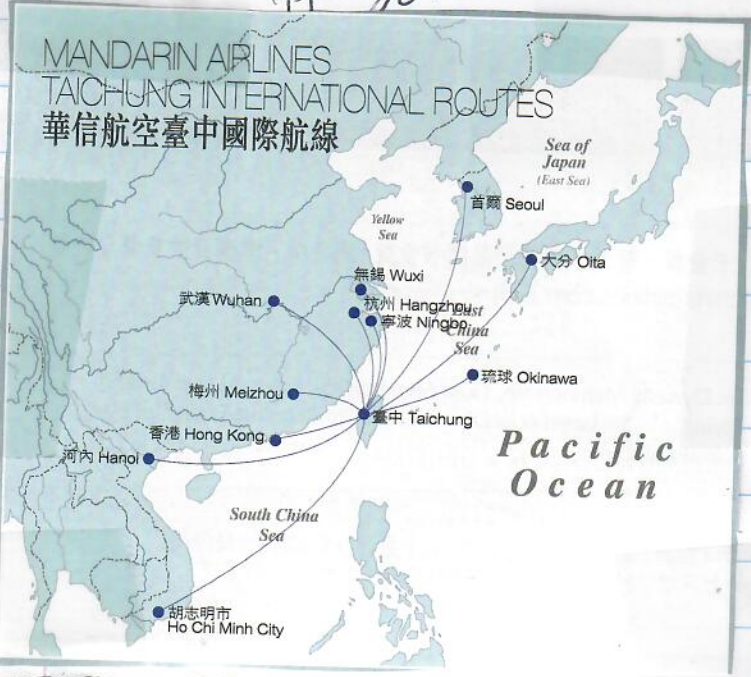 MANDARIN AIRLINES
TAICHUNG INTERNATIONAL ROUTES
華信航空臺中國際航線
Sea of
Japan
(East Sea)
首爾 Seoul
Yellow
Sea
大分 Oita
無錫 Wuxi
武漢 Wuhan
杭州 Hangzhou
寧波 Ningbo
East
China
Sea
琉球 Okinawa
梅州 Meizhou
臺中 Taichung
香港 Hong Kong
河內 Hanoi
Pacific
Ocean
South China
Sea
胡志明市
Ho Chi Minh City